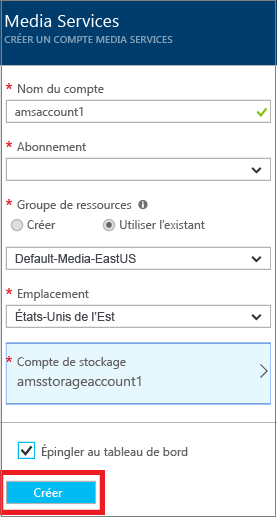 Media Services
CRÉER UN COMPTE MEDIA SERVICES
* Nom du compte
amsaccount1
* Abonnement
* Groupe de ressources
Créer
Utiliser l'existant
Default-Media-EastUS
* Emplacement
États-Unis de l'Est
* Compte de stockage
amsstorageaccount1
Épingler au tableau de bord
Créer